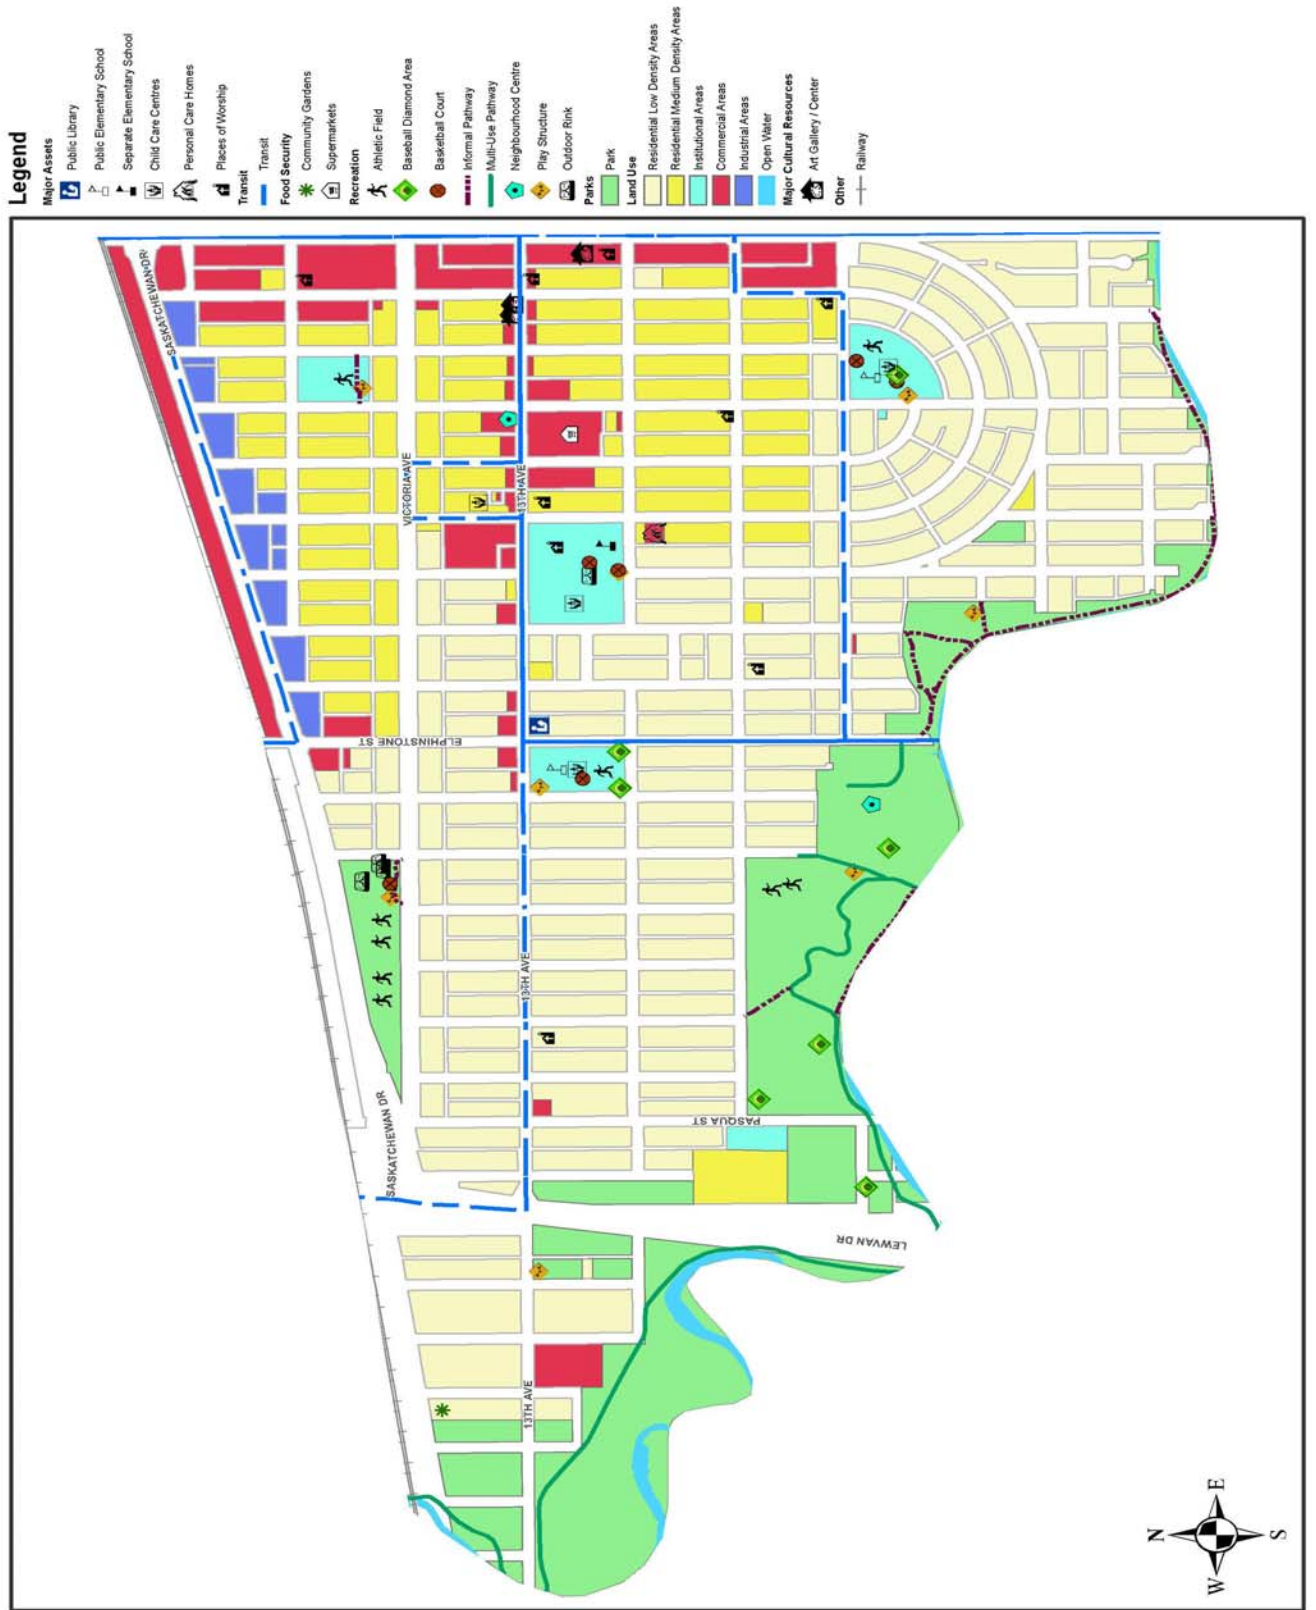 Legend
Major Assets
Public Library
Public Elementary School
Separate Elementary School
Child Care Centres
Personal Care Homes
Places of Worship
Transit
Transit
Food Security
Community Gardens
Supermarkets
Recreation
Athletic Field
Baseball Diamond Area
Basketball Court
Informal Pathway
Multi-Use Pathway
Neighbourhood Centre
Play Structure
Outdoor Rink
Parks
Park
Land Use
Residential Low Density Areas
Residential Medium Density Areas
Institutional Areas
Commercial Areas
Industrial Areas
Open Water
Major Cultural Resources
Art Gallery / Center
Other
Railway
SASKATCHEWAN DR
VICTORIA AVE
13TH AVE
ELPHINSTONE ST
13TH AVE
SASKATCHEWAN DR
PASQUA ST
LEWVAN DR
13TH AVE
N
W
E
S